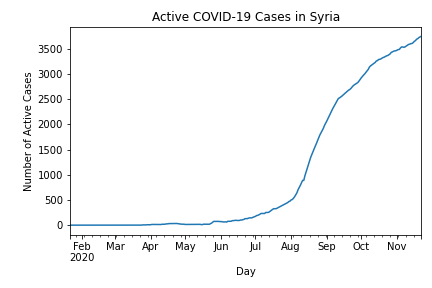 Active COVID-19 Cases in Syria
Number of Active Cases
3500
3000
2500
2000
1500
1000
500
0
Feb Mar Apr May Jun Jul Aug Sep Oct Nov
2020
Day